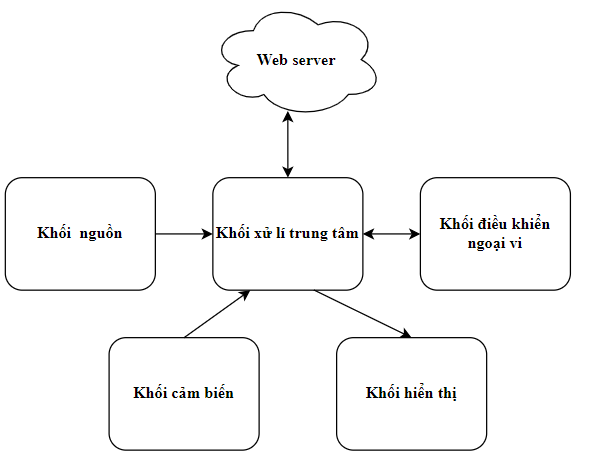 Web server
Khối nguồn
Khối xử lí trung tâm
Khối điều khiển
ngoại vi
Khối cảm biến
Khối hiển thị